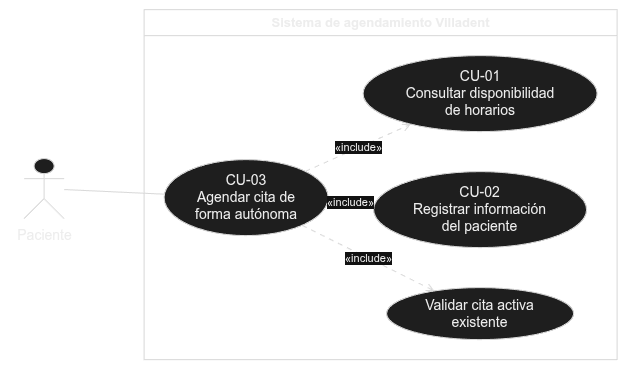 Sistema de agendamiento Villadent
CU-01
Consultar disponibilidad
de horarios
«include»
CU-03
Agendar cita de
forma autónoma
«include»
CU-02
Registrar información
del paciente
Paciente
«include»
Validar cita activa
existente